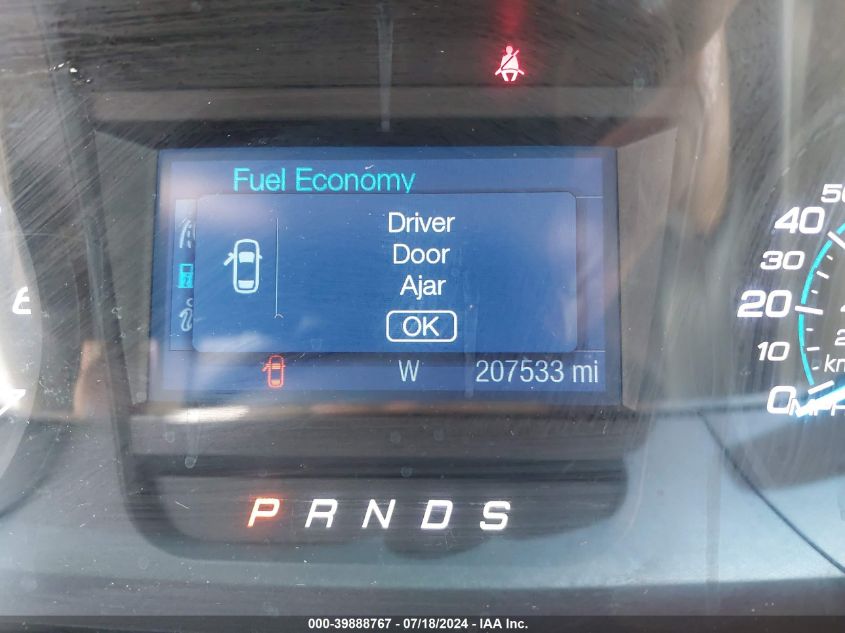 Fuel Economy
Driver
Door
Ajar
OK
W 207533 mi
P R N D S
40
30
20
10
0
MPH
000-39888767 / 07/18/2024 - IAA Inc.